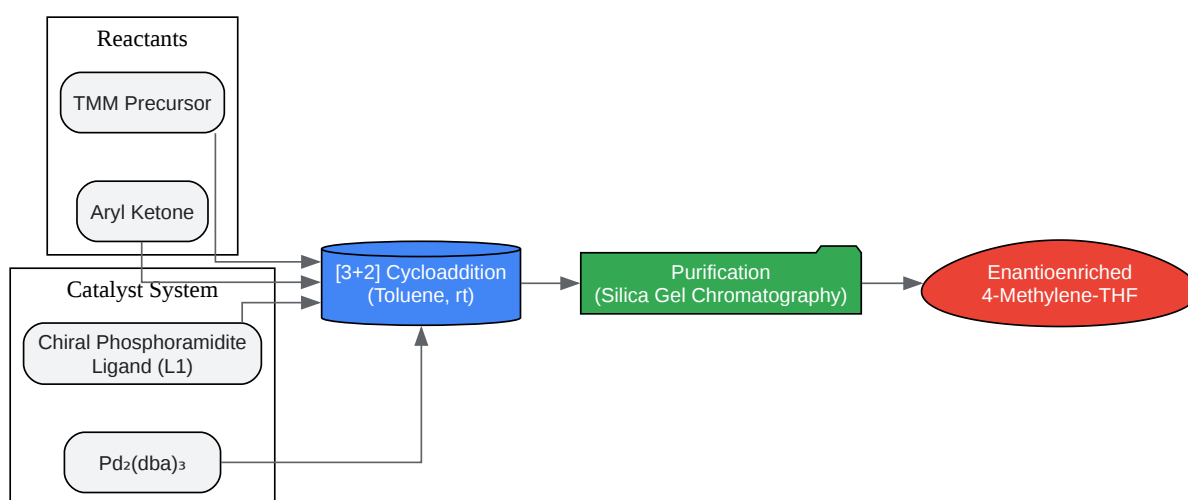 Reactants
TMM Precursor
Aryl Ketone
Catalyst System
Chiral Phosphoramidite
Ligand (L1)
Pd₂(dba)₃
[3+2] Cycloaddition
(Toluene, rt)
Purification
(Silica Gel Chromatography)
Enantioenriched
4-Methylene-THF